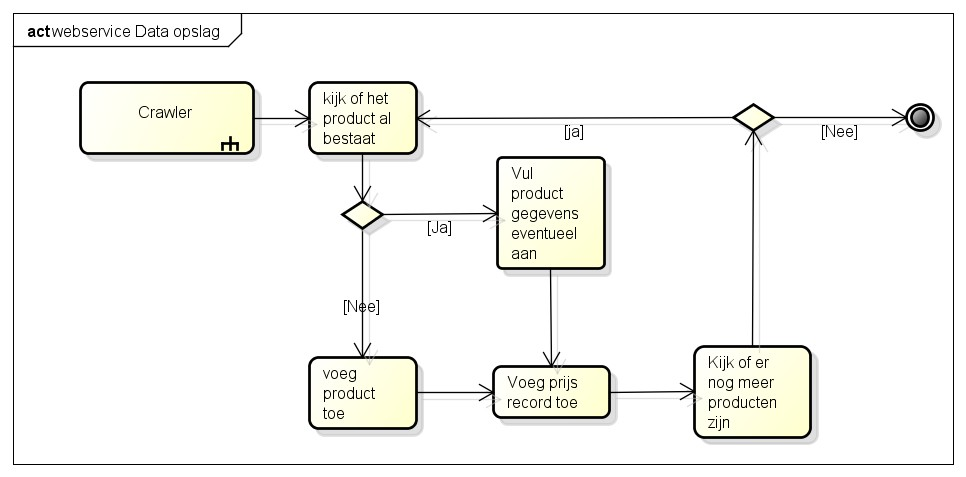 act webservice Data opslag
Crawler
kijk of het
product al
bestaat
[ja]
[Nee]
Vul
product
gegevens
eventueel
aan
[Ja]
[Nee]
voeg
product
toe
Voeg prijs
record toe
Kijk of er
nog meer
producten
zijn